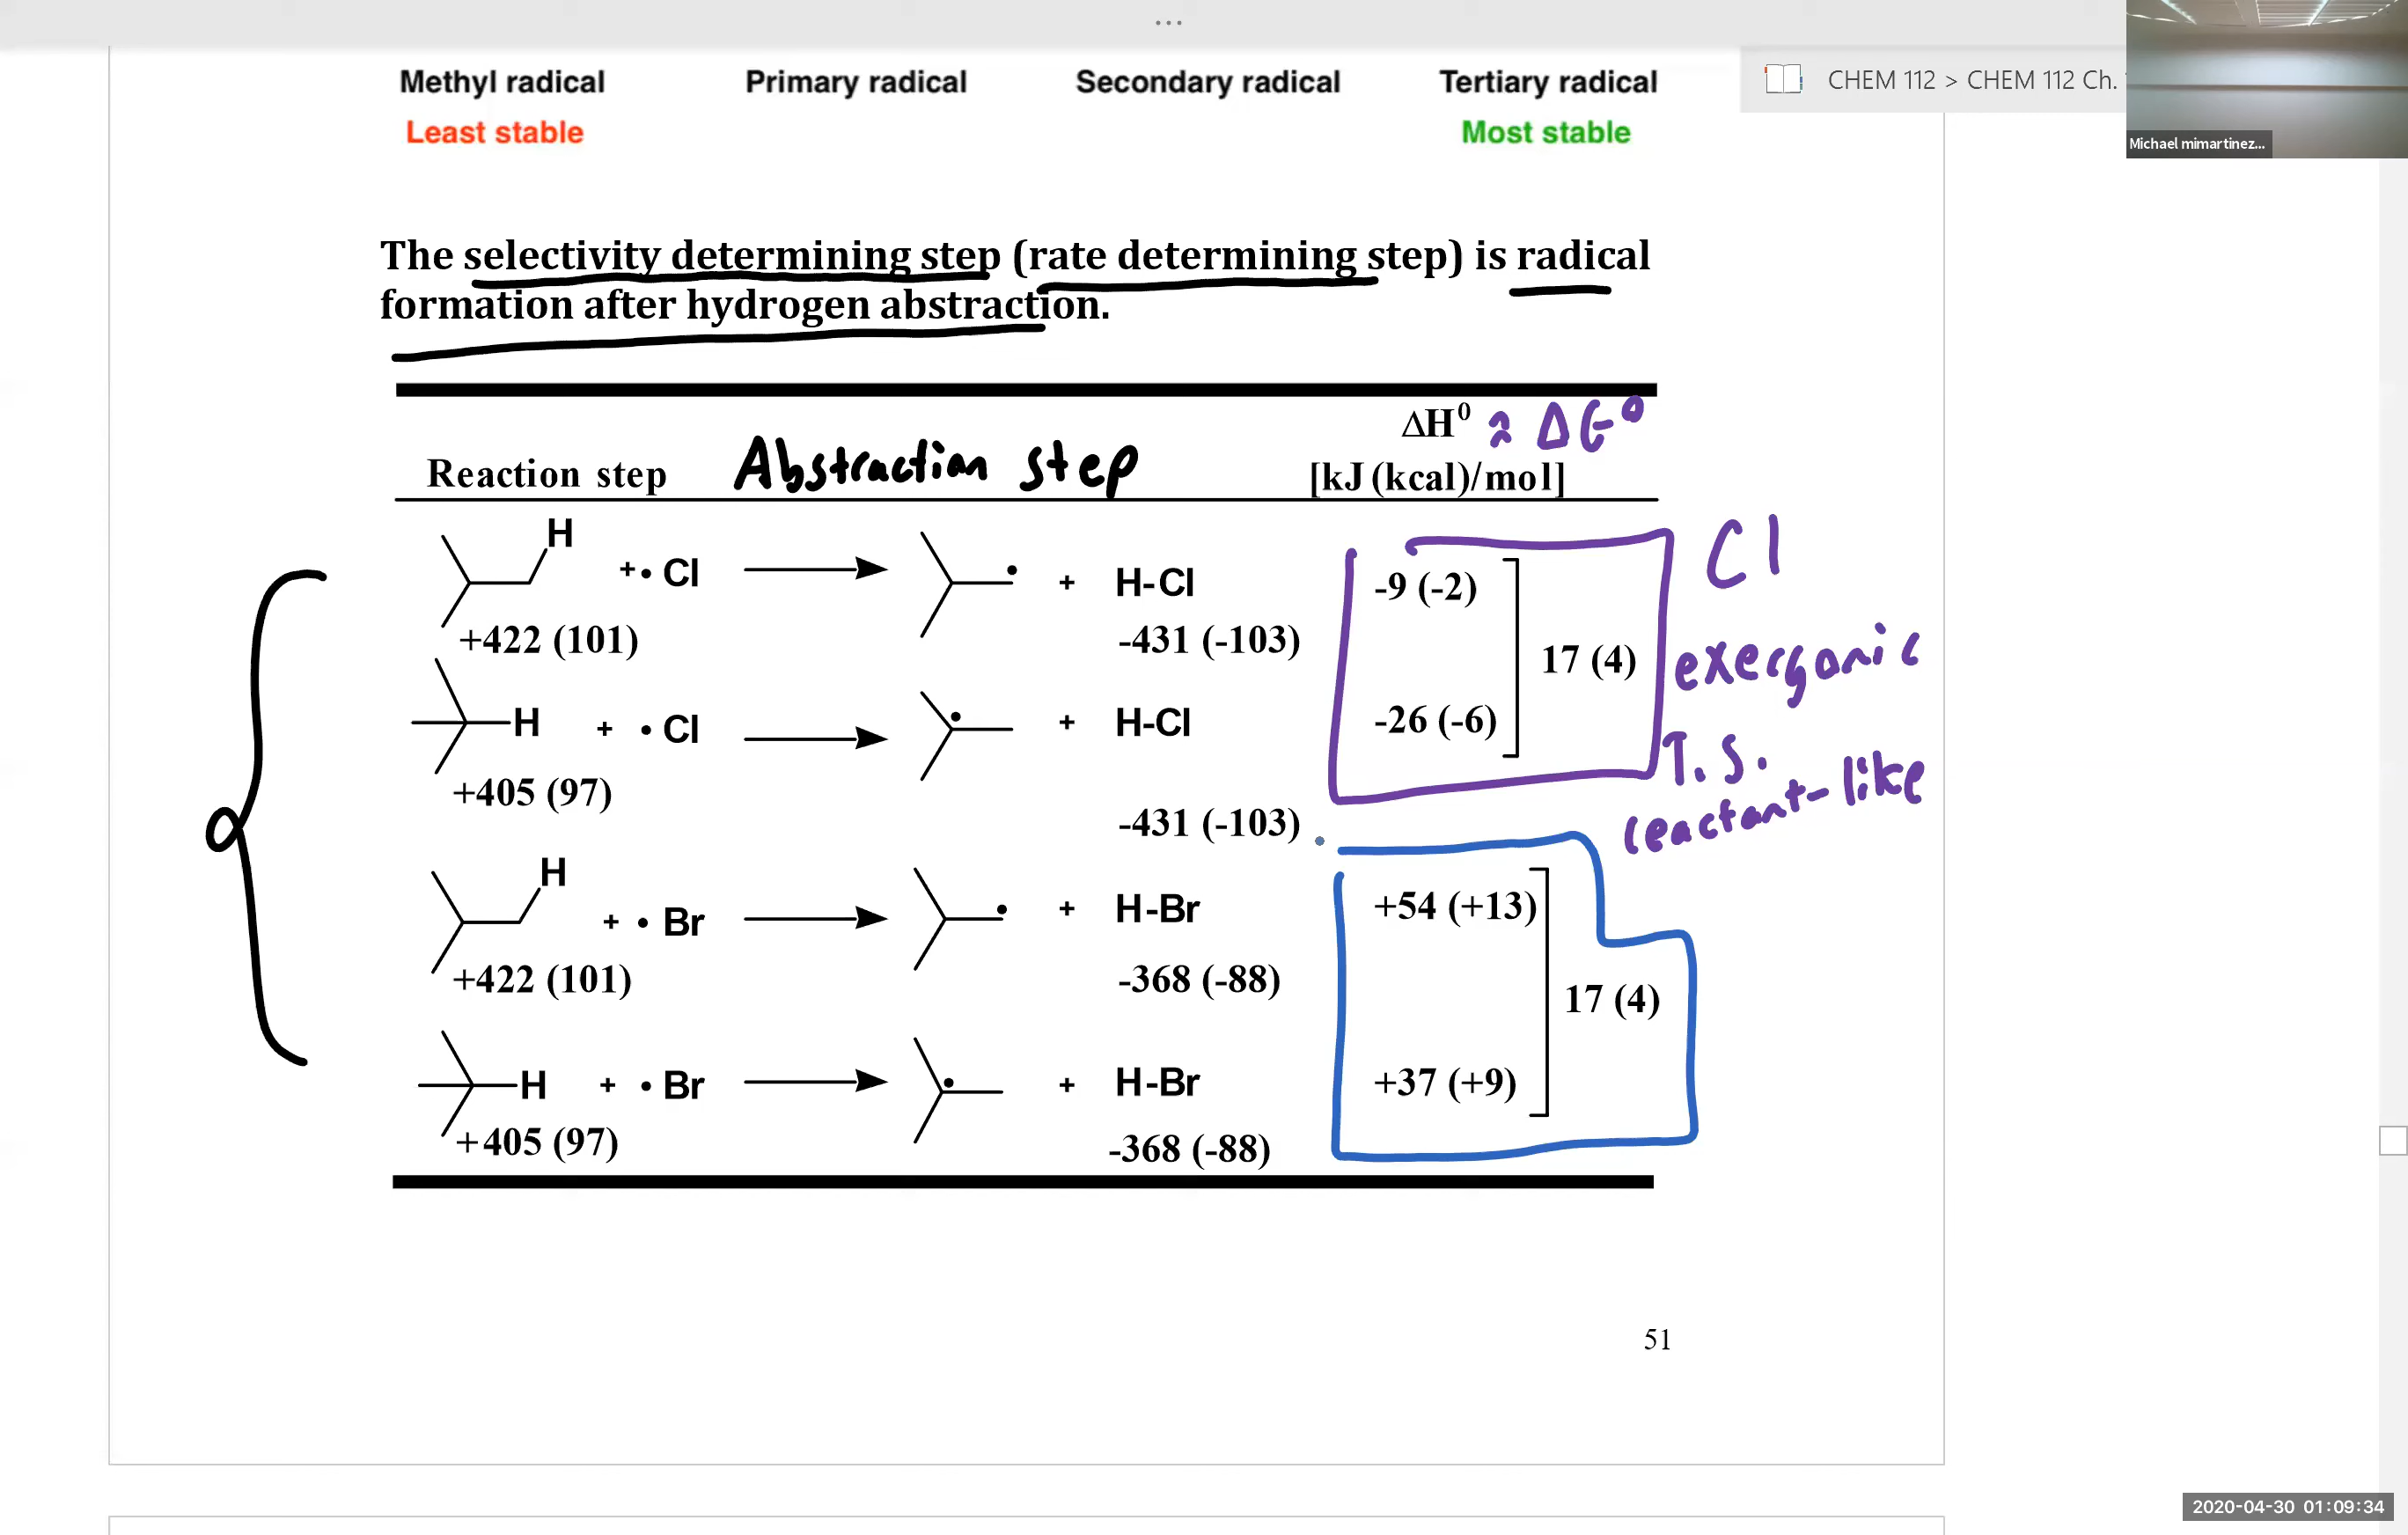 ...
Methyl radical Primary radical Secondary radical Tertiary radical
Least stable Most stable
CHEM 112 > CHEM 112 Ch.
Michael mimartinez...
The selectivity determining step (rate determining step) is radical
formation after hydrogen abstraction.
ΔH⁰ ≈ ΔG°
Reaction step Abstraction step [kJ (kcal)/mol]
H
+• Cl + H-Cl -9 (-2)
+422 (101) -431 (-103)
17 (4)
H + • Cl + H-Cl -26 (-6)
+405 (97)
-431 (-103)
Cl
exergonic
T.S.
reactant-like
H
+ • Br + H-Br +54 (+13)
+422 (101) -368 (-88)
17 (4)
H + • Br + H-Br +37 (+9)
+405 (97) -368 (-88)
51
2020-04-30 01:09:34